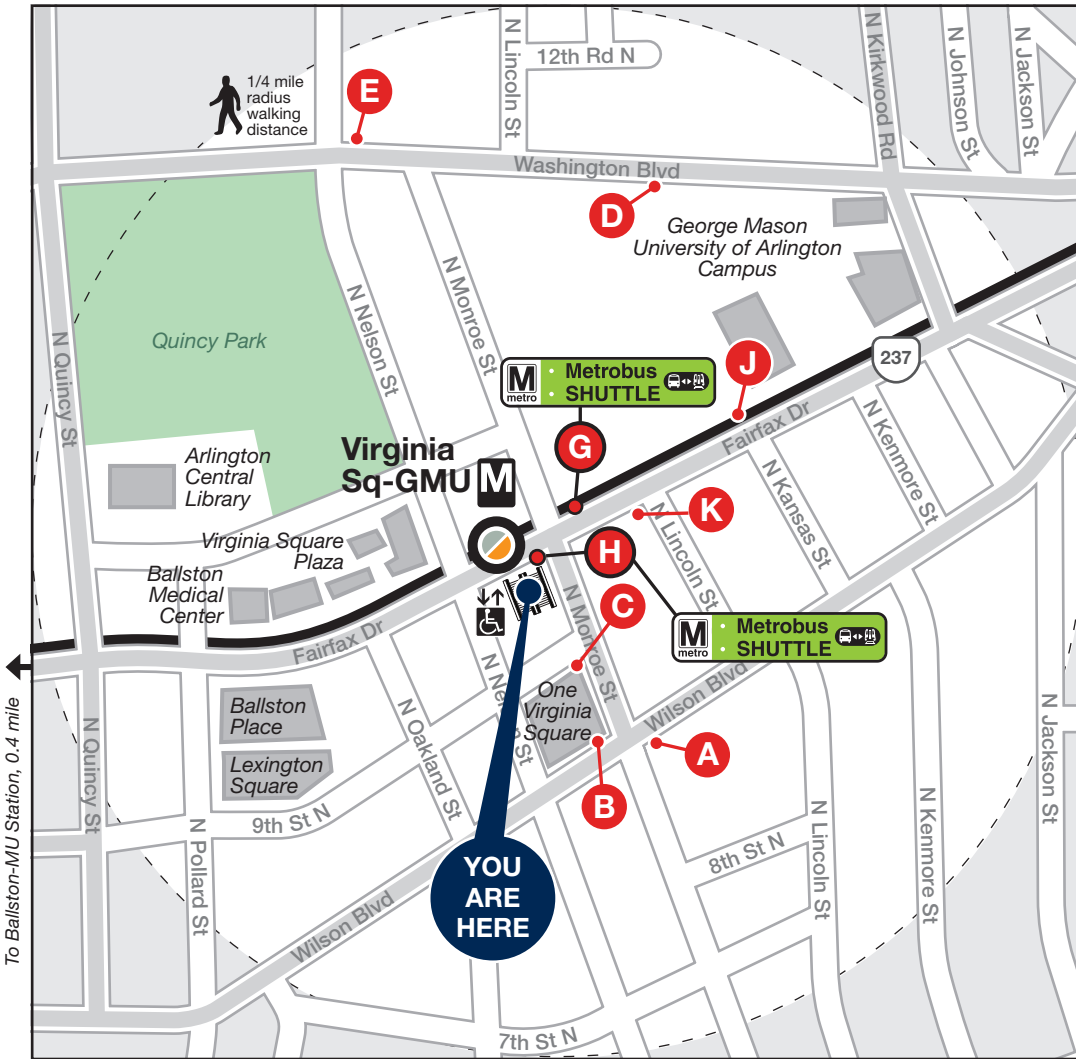 N Lincoln St
12th Rd N
N Kirkwood Rd
N Johnson St
N Jackson St
1/4 mile
radius
walking
distance
E
Washington Blvd
D
George Mason
University of Arlington
Campus
N Quincy St
Quincy Park
N Nelson St
N Monroe St
237
M
metro
· Metrobus
· SHUTTLE
J
G
Fairfax Dr
N Kenmore St
N Kansas St
Arlington
Central
Library
Virginia
Sq-GMU
M
K
N Lincoln St
Virginia Square
Plaza
Ballston
Medical
Center
H
C
N Monroe St
M
metro
· Metrobus
· SHUTTLE
Fairfax Dr
To Ballston-MU Station, 0.4 mile
N Quincy St
Ballston
Place
Lexington
Square
N Oakland St
One
Virginia
Square
Wilson Blvd
A
B
N Jackson St
9th St N
N Pollard St
YOU
ARE
HERE
8th St N
N Lincoln St
N Kenmore St
Wilson Blvd
7th St N